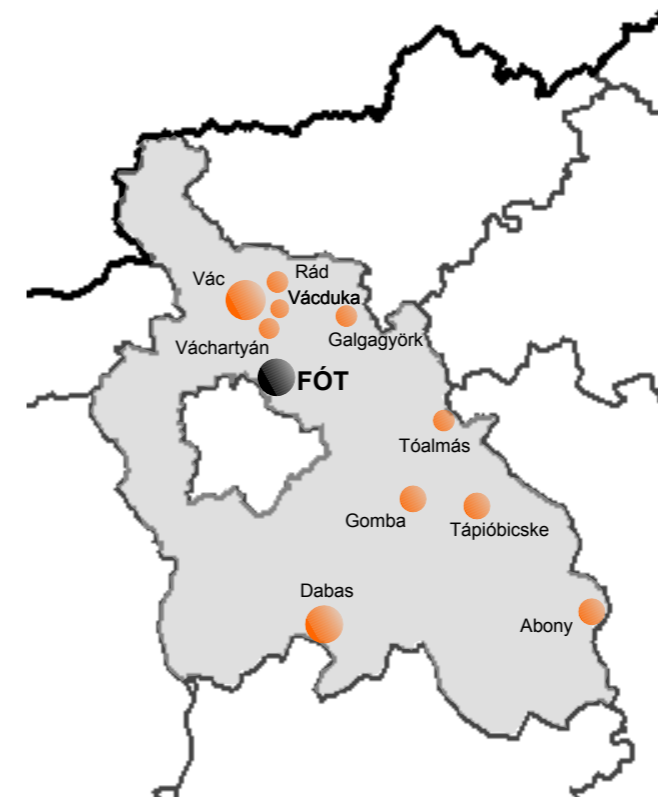 Rád
Vác
Vácduka
Galgagyörk
Váchartyán
FÓT
Tóalmás
Gomba
Tápióbicske
Dabas
Abony